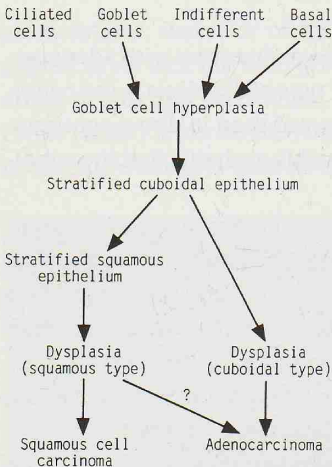 Ciliated cells
Goblet cells
Indifferent cells
Basal cells
Goblet cell hyperplasia
Stratified cuboidal epithelium
Stratified squamous
epithelium
Dysplasia
(squamous type)
Dysplasia
(cuboidal type)
?
Squamous cell
carcinoma
Adenocarcinoma